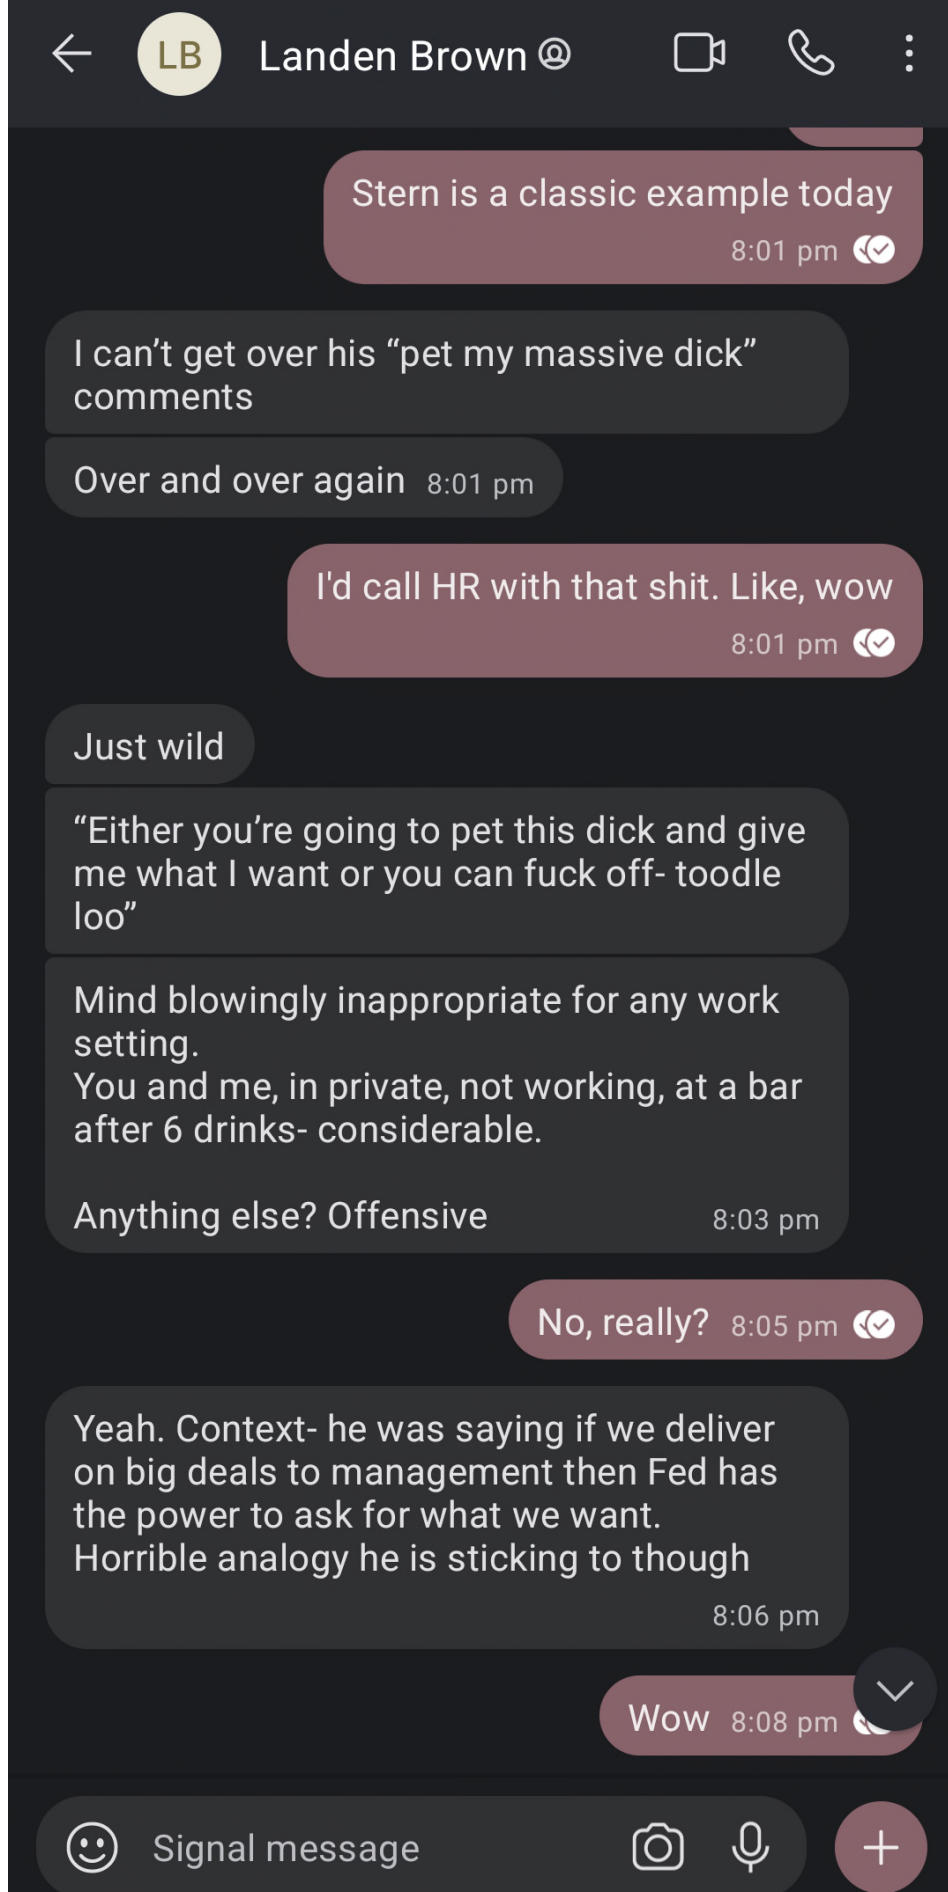 LB
Landen Brown
Stern is a classic example today
8:01 pm
I can't get over his “pet my massive dick”
comments
Over and over again 8:01 pm
I'd call HR with that shit. Like, wow
8:01 pm
Just wild
“Either you're going to pet this dick and give
me what I want or you can fuck off- toodle
loo”
Mind blowingly inappropriate for any work
setting.
You and me, in private, not working, at a bar
after 6 drinks- considerable.
Anything else? Offensive 8:03 pm
No, really? 8:05 pm
Yeah. Context- he was saying if we deliver
on big deals to management then Fed has
the power to ask for what we want.
Horrible analogy he is sticking to though
8:06 pm
Wow 8:08 pm
Signal message